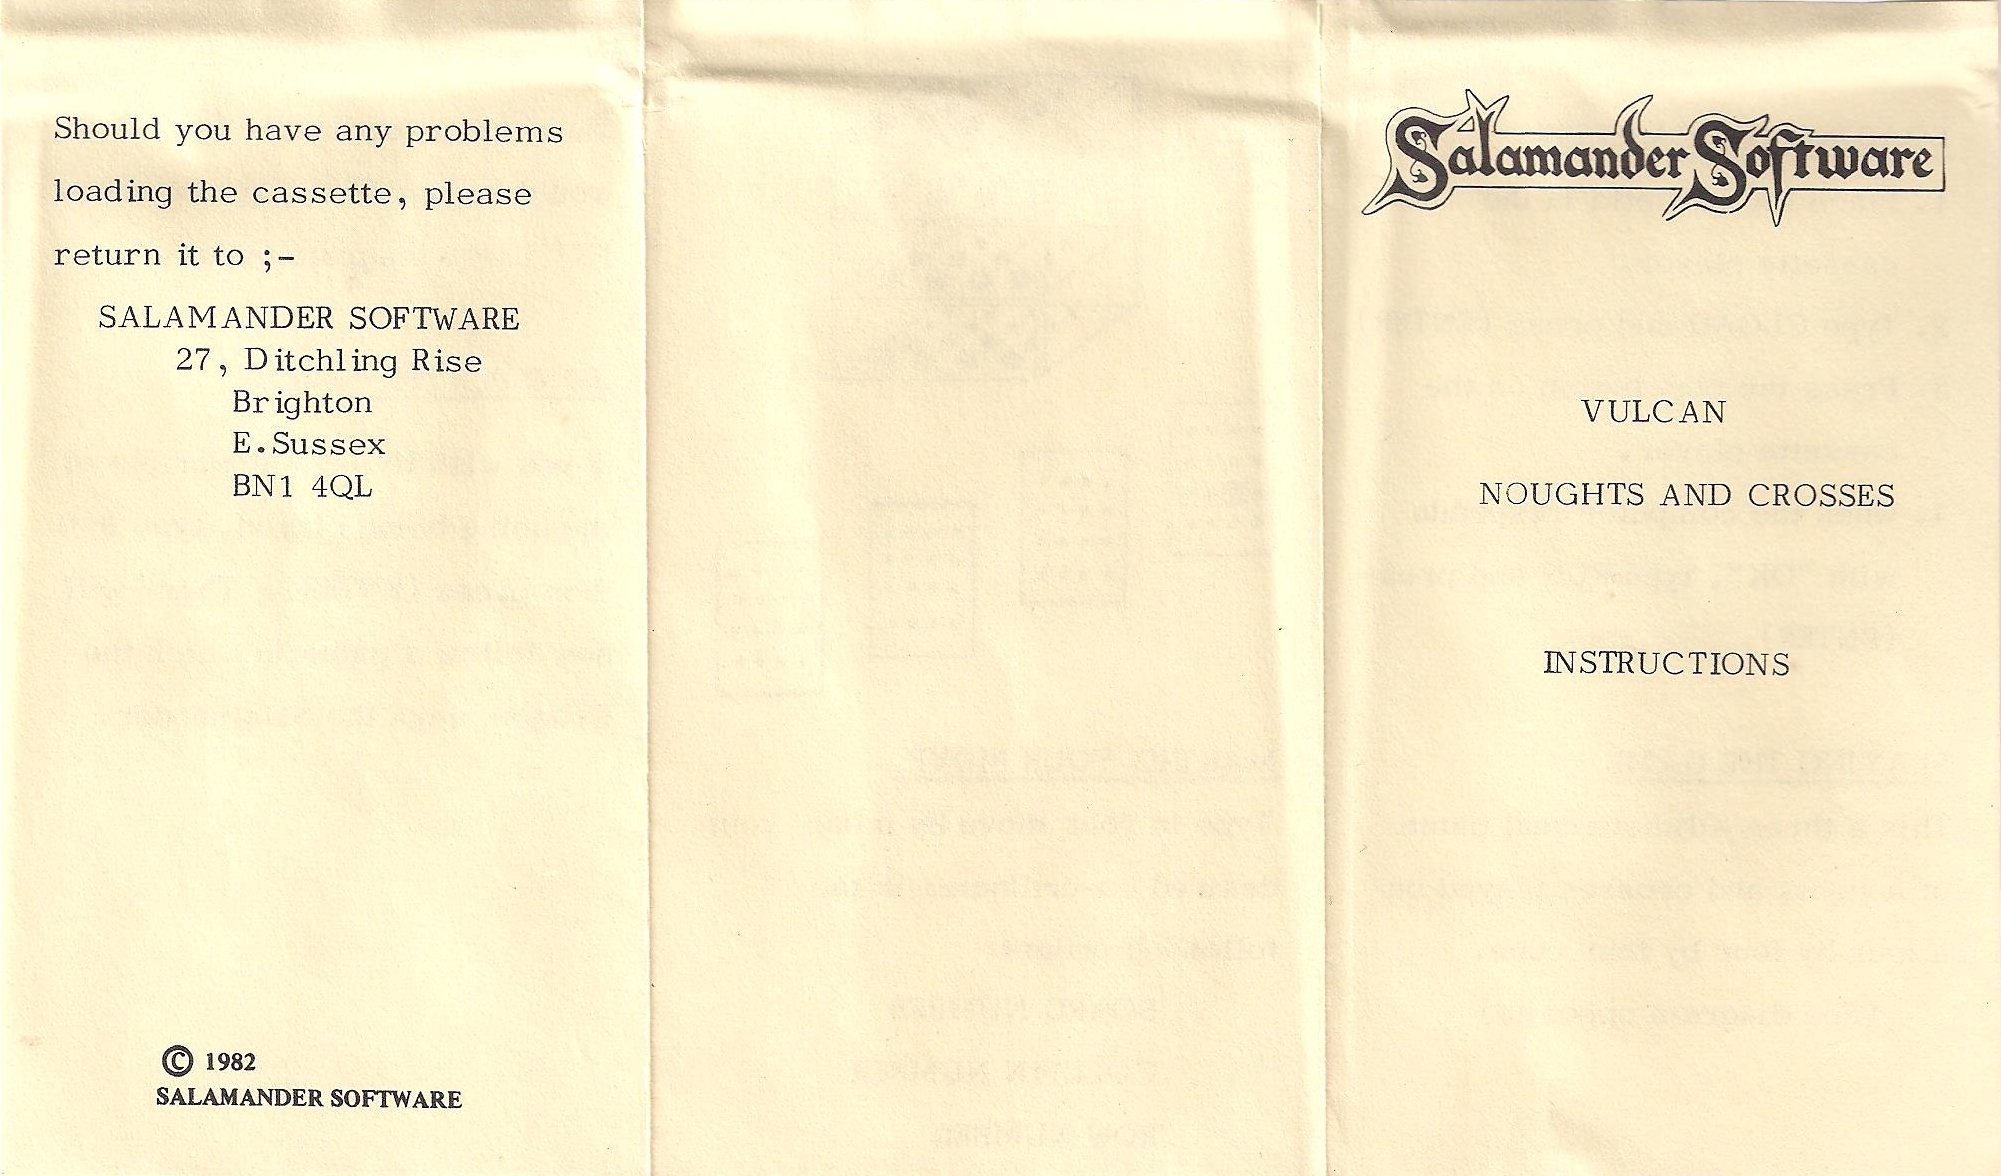 Should you have any problems
loading the cassette, please
return it to ;-
SALAMANDER SOFTWARE
27, Ditchling Rise
Brighton
E.Sussex
BN1 4QL
© 1982
SALAMANDER SOFTWARE
Salamander Software
VULCAN
NOUGHTS AND CROSSES
INSTRUCTIONS